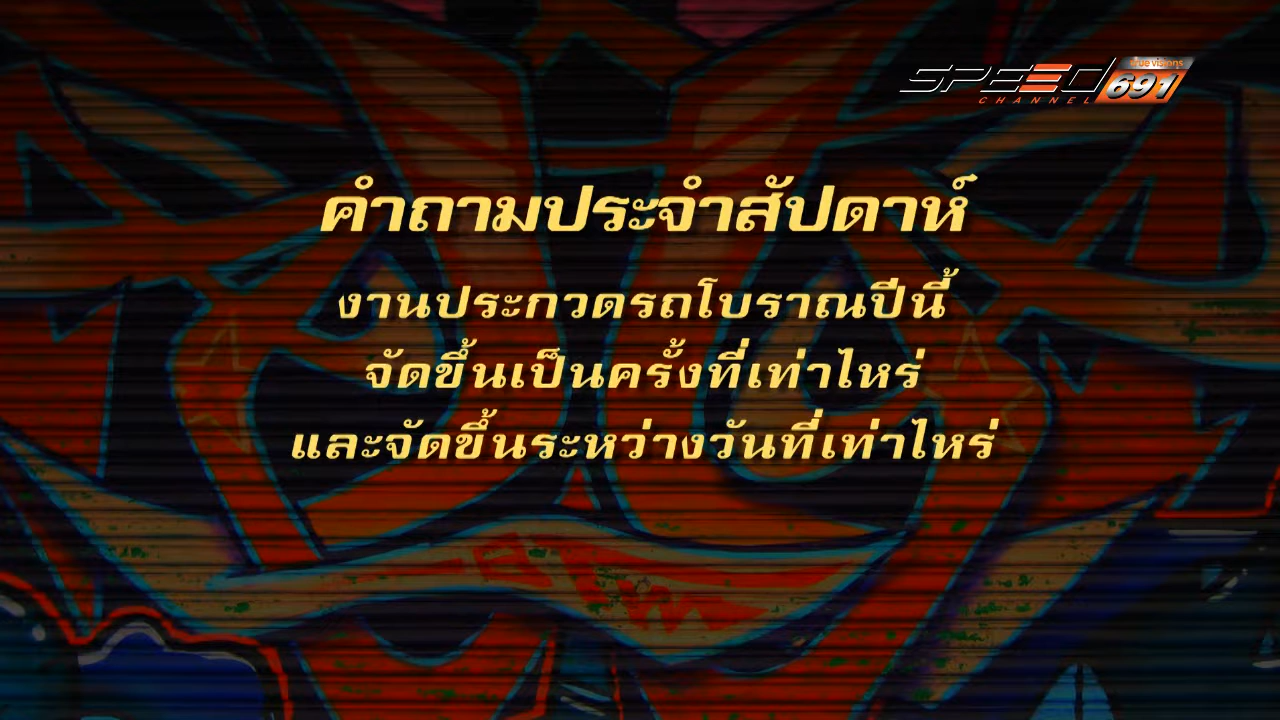 SPEED
CHANNEL
true visions
691
คำถามประจำสัปดาห์
งานประกวดรถโบราณปีนี้
จัดขึ้นเป็นครั้งที่เท่าไหร่
และจัดขึ้นระหว่างวันที่เท่าไหร่